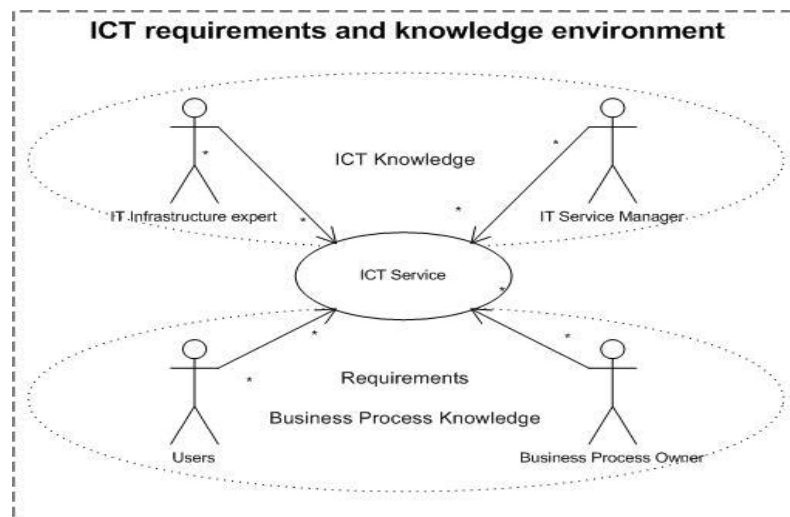 ICT requirements and knowledge environment
*
*
ICT Knowledge
IT Infrastructure expert
*
*
IT Service Manager
ICT Service
*
*
*
Requirements
*
Business Process Knowledge
Users
Business Process Owner